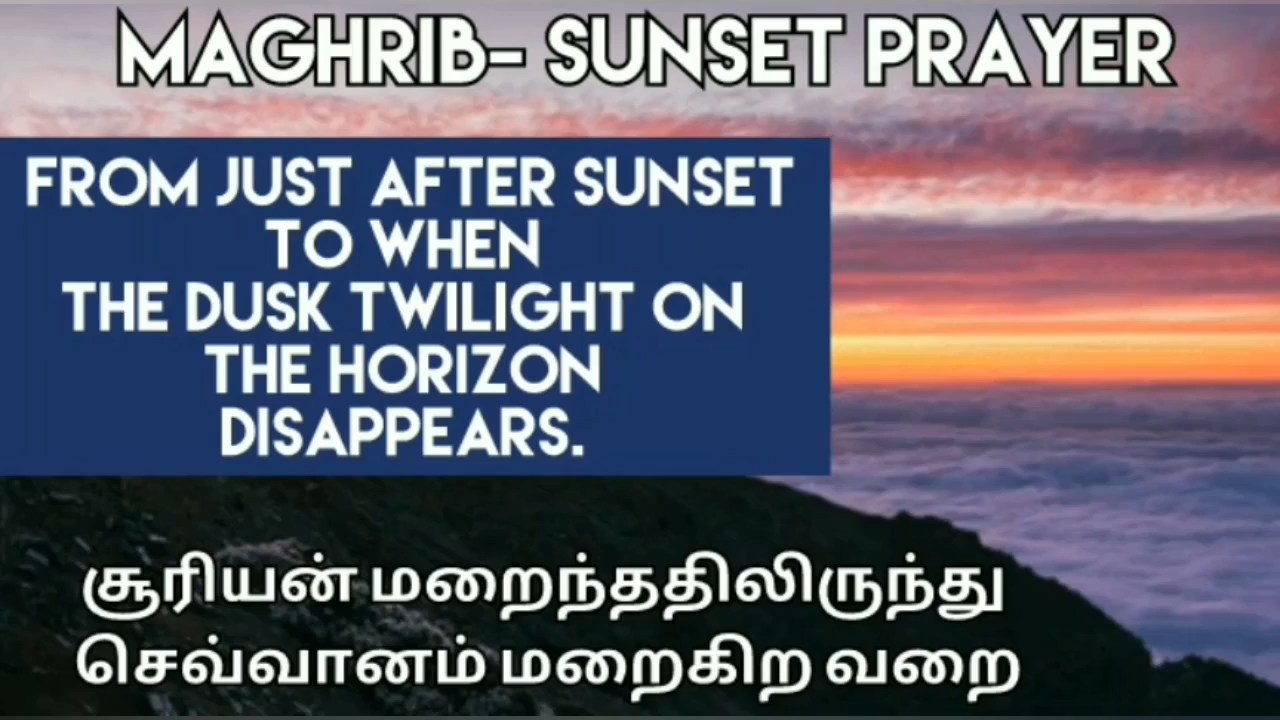 MAGHRIB- SUNSET PRAYER
FROM JUST AFTER SUNSET
TO WHEN
THE DUSK TWILIGHT ON
THE HORIZON
DISAPPEARS.
சூரியன் மறைந்ததிலிருந்து
செவ்வானம் மறைகிற வறை